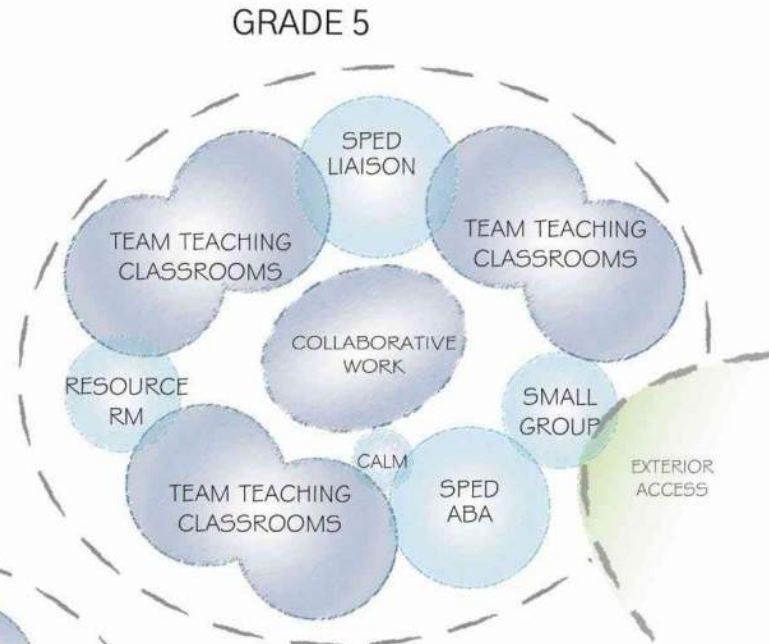 GRADE 5
SPED
LIAISON
TEAM TEACHING
CLASSROOMS
TEAM TEACHING
CLASSROOMS
COLLABORATIVE
WORK
RESOURCE
RM
SMALL
GROUP
CALM
SPED
ABA
TEAM TEACHING
CLASSROOMS
EXTERIOR
ACCESS